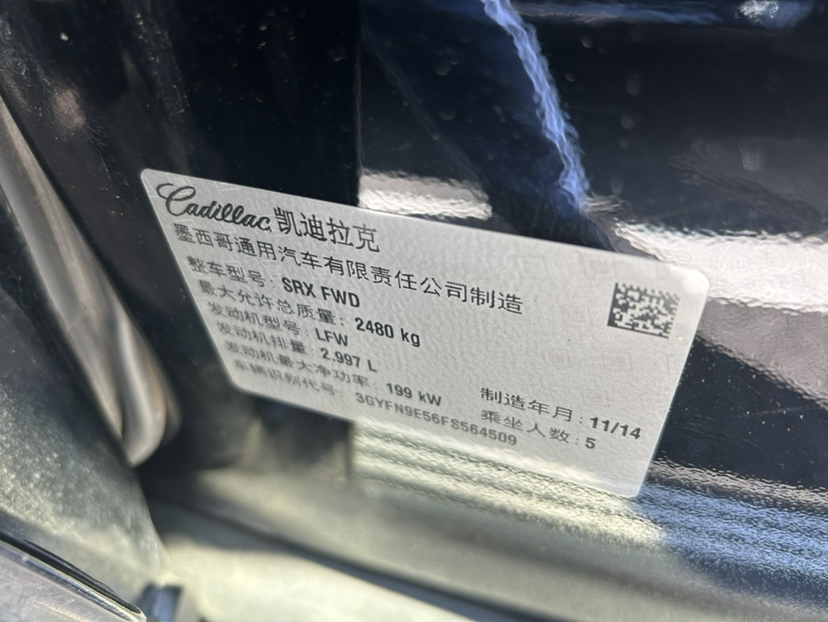 Cadillac 凯迪拉克
墨西哥通用汽车有限责任公司制造
整车型号: SRX FWD
最大允许总质量: 2480 kg
发动机型号: LFW
发动机排量: 2.997 L
发动机最大净功率: 199 kW
车辆识别代号: 3GYFN9E56FS564509
制造年月: 11/14
乘坐人数: 5